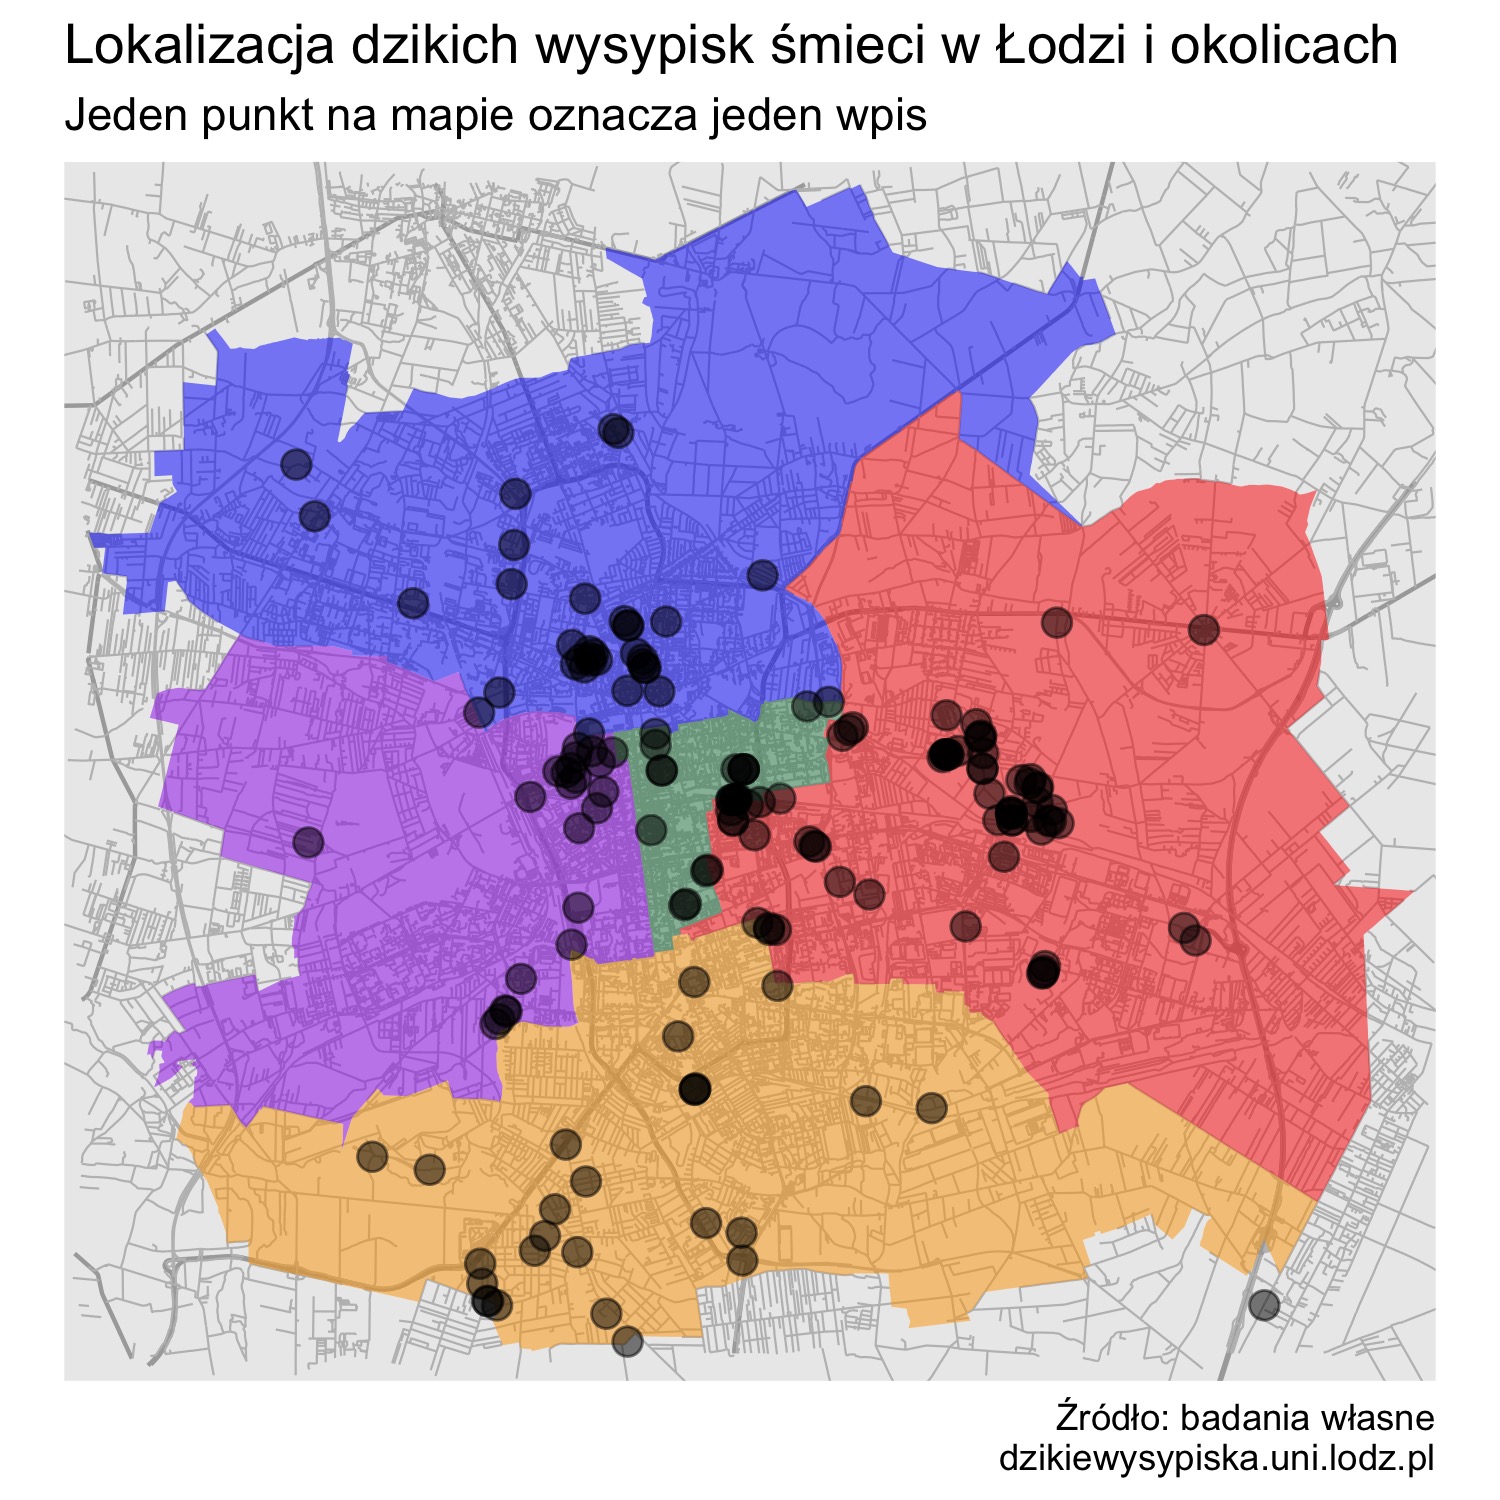 Lokalizacja dzikich wysypisk śmieci w Łodzi i okolicach
Jeden punkt na mapie oznacza jeden wpis
Źródło: badania własne
dzikiewysypiska.uni.lodz.pl